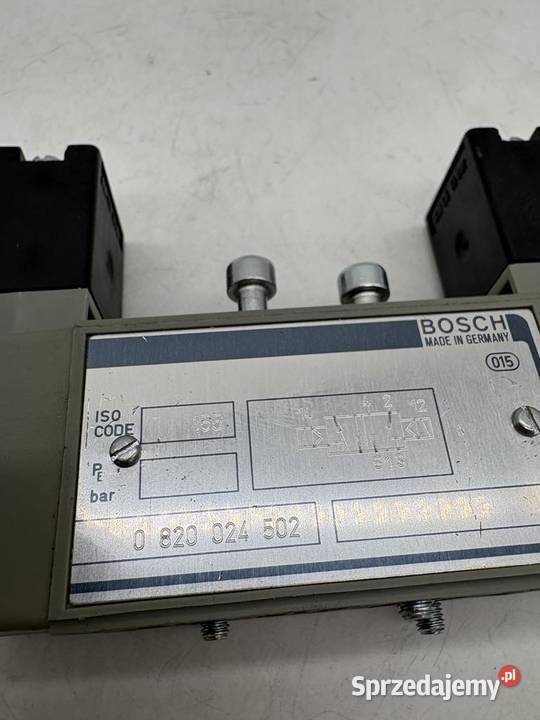 BOSCH
MADE IN GERMANY
015
ISO
CODE
14 4 2 12
5 1 3
PE
bar
0 820 024 502
Sprzedajemy.pl